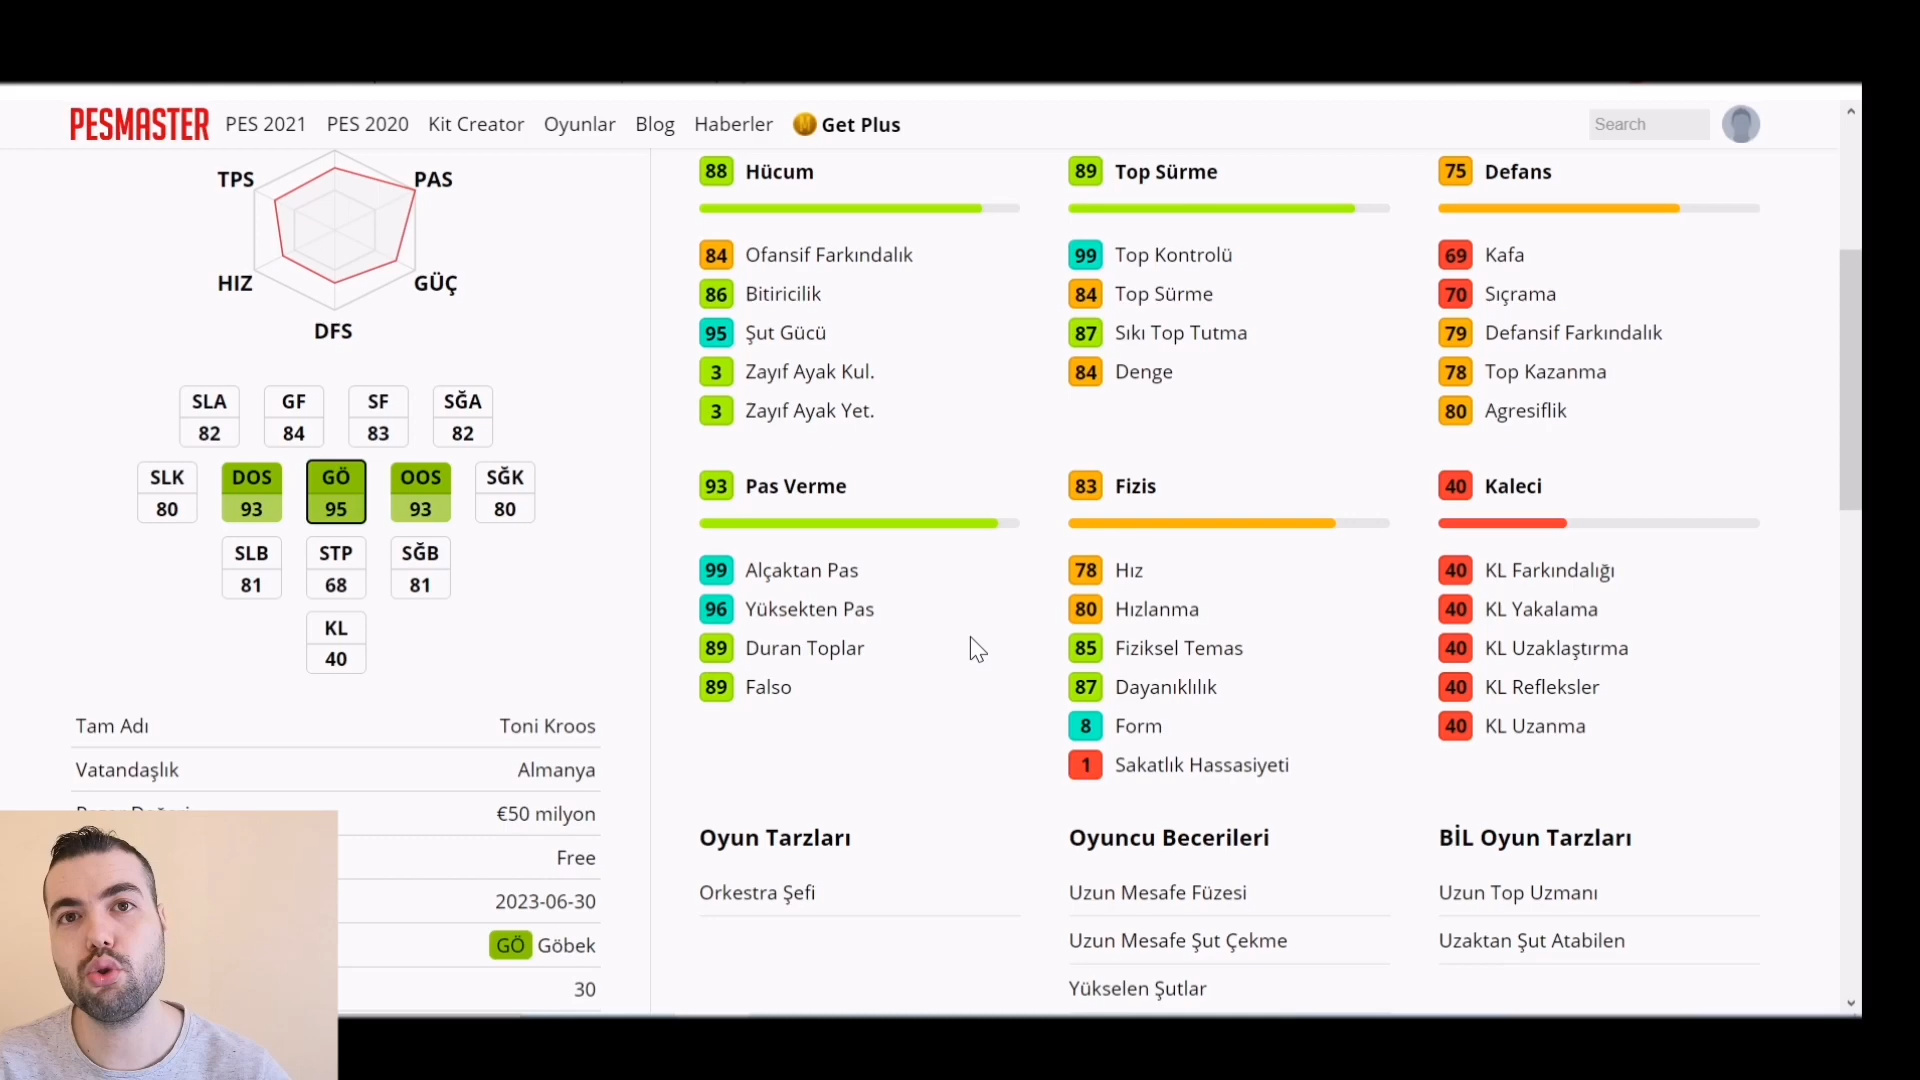 PESMASTER PES 2021 PES 2020 Kit Creator Oyunlar Blog Haberler Get Plus Search
TPS PAS
HIZ GÜÇ
DFS
SLA GF SF SĞA
82 84 83 82
SLK DOS GÖ OOS SĞK
80 93 95 93 80
SLB STP SĞB
81 68 81
KL
40
Tam Adı Toni Kroos
Vatandaşlık Almanya
€50 milyon
Free
2023-06-30
GÖ Göbek
30
88 Hücum
84 Ofansif Farkındalık
86 Bitiricilik
95 Şut Gücü
3 Zayıf Ayak Kul.
3 Zayıf Ayak Yet.
89 Top Sürme
99 Top Kontrolü
84 Top Sürme
87 Sıkı Top Tutma
84 Denge
75 Defans
69 Kafa
70 Sıçrama
79 Defansif Farkındalık
78 Top Kazanma
80 Agresiflik
93 Pas Verme
99 Alçaktan Pas
96 Yüksekten Pas
89 Duran Toplar
89 Falso
83 Fizis
78 Hız
80 Hızlanma
85 Fiziksel Temas
87 Dayanıklılık
8 Form
1 Sakatlık Hassasiyeti
40 Kaleci
40 KL Farkındalığı
40 KL Yakalama
40 KL Uzaklaştırma
40 KL Refleksler
40 KL Uzanma
Oyun Tarzları
Orkestra Şefi
Oyuncu Becerileri
Uzun Mesafe Füzesi
Uzun Mesafe Şut Çekme
Yükselen Şutlar
BİL Oyun Tarzları
Uzun Top Uzmanı
Uzaktan Şut Atabilen